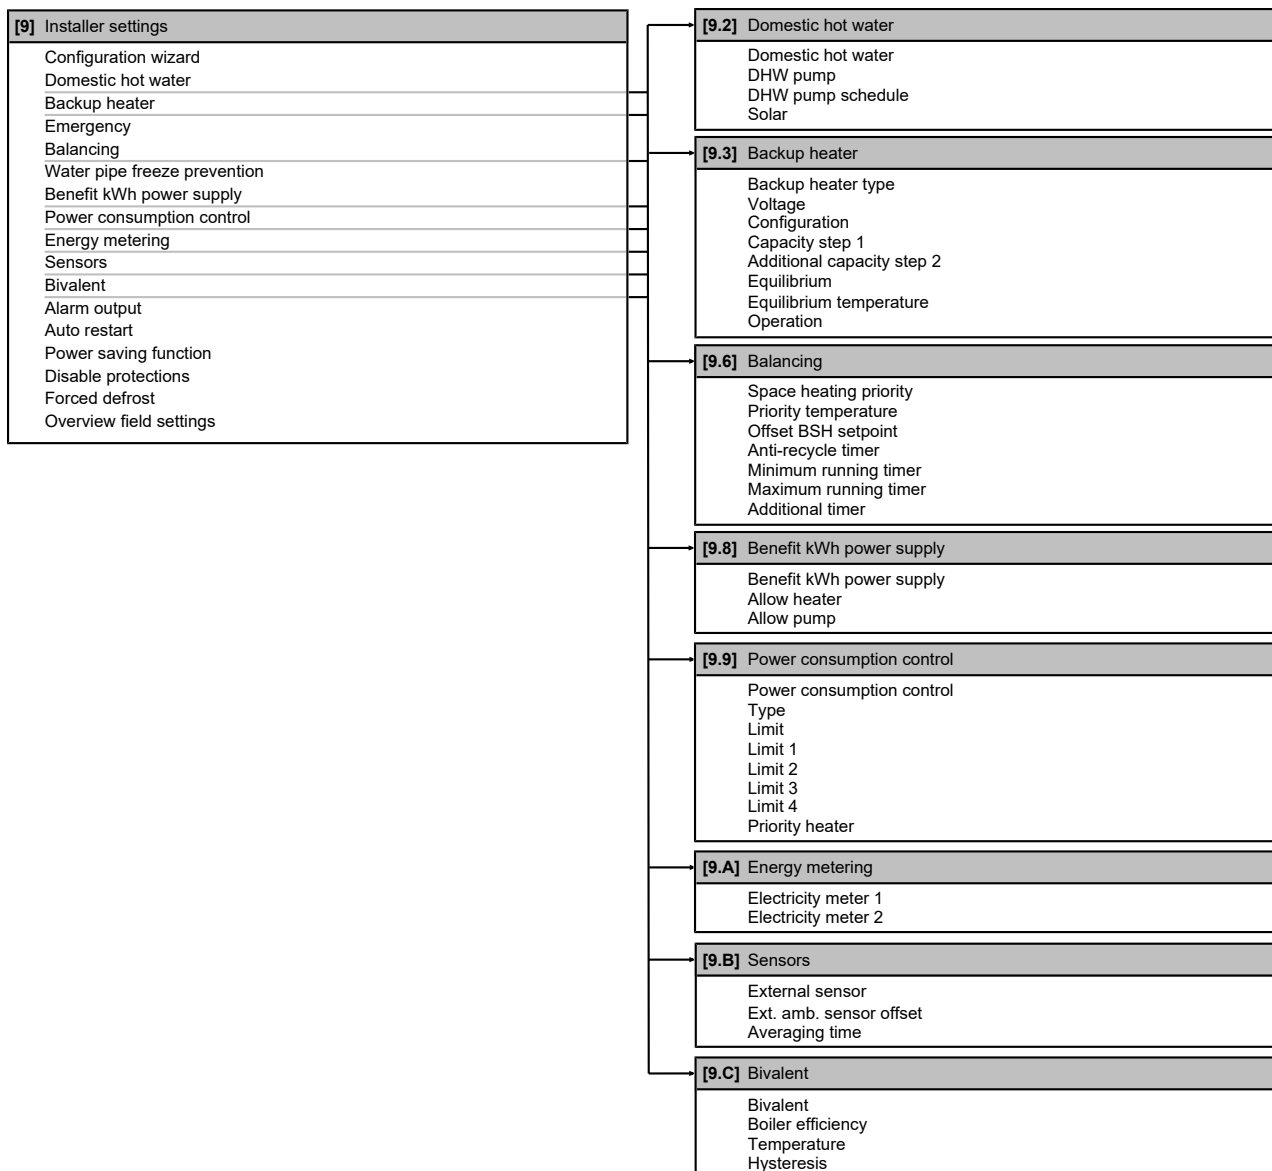 [9] Installer settings
Configuration wizard
Domestic hot water
Backup heater
Emergency
Balancing
Water pipe freeze prevention
Benefit kWh power supply
Power consumption control
Energy metering
Sensors
Bivalent
Alarm output
Auto restart
Power saving function
Disable protections
Forced defrost
Overview field settings
[9.2] Domestic hot water
Domestic hot water
DHW pump
DHW pump schedule
Solar
[9.3] Backup heater
Backup heater type
Voltage
Configuration
Capacity step 1
Additional capacity step 2
Equilibrium
Equilibrium temperature
Operation
[9.6] Balancing
Space heating priority
Priority temperature
Offset BSH setpoint
Anti-recycle timer
Minimum running timer
Maximum running timer
Additional timer
[9.8] Benefit kWh power supply
Benefit kWh power supply
Allow heater
Allow pump
[9.9] Power consumption control
Power consumption control
Type
Limit
Limit 1
Limit 2
Limit 3
Limit 4
Priority heater
[9.A] Energy metering
Electricity meter 1
Electricity meter 2
[9.B] Sensors
External sensor
Ext. amb. sensor offset
Averaging time
[9.C] Bivalent
Bivalent
Boiler efficiency
Temperature
Hysteresis